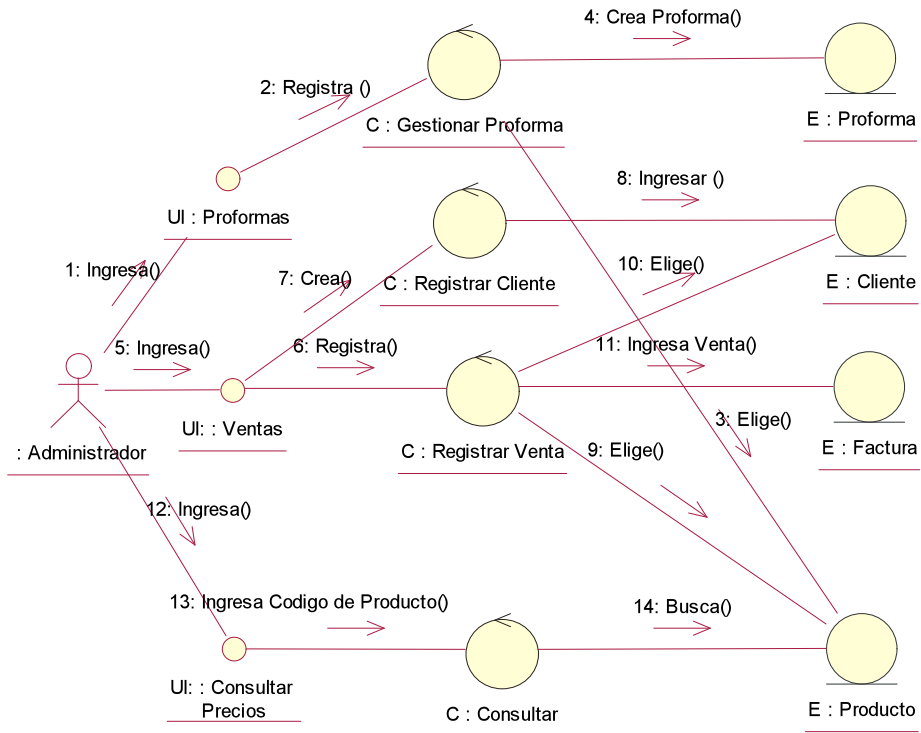 4: Crea Proforma()
2: Registra ()
C : Gestionar Proforma
E : Proforma
8: Ingresar ()
UI : Proformas
1: Ingresa()
7: Crea()
10: Elige()
C : Registrar Cliente
E : Cliente
5: Ingresa()
6: Registra()
11: Ingresa Venta()
3: Elige()
UI: : Ventas
: Administrador
C : Registrar Venta
9: Elige()
E : Factura
12: Ingresa()
13: Ingresa Codigo de Producto()
14: Busca()
UI: : Consultar
Precios
C : Consultar
E : Producto